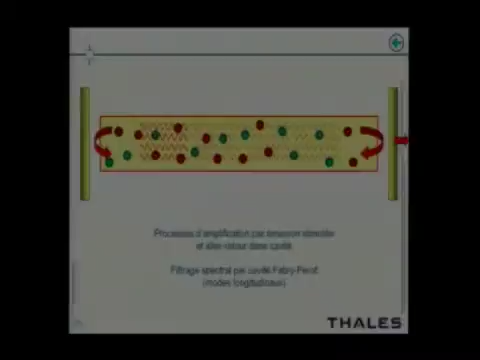 Processus d'amplification par émission stimulée
et aller-retour dans cavité
Filtrage spectral par cavité Fabry-Perot
(modes longitudinaux)
THALES